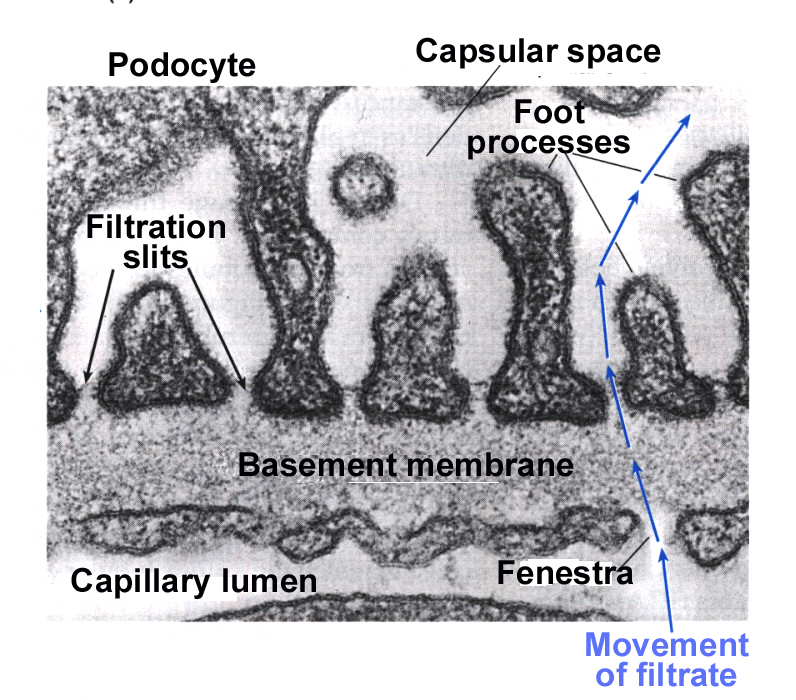 Podocyte
Capsular space
Foot
processes
Filtration
slits
Basement membrane
Capillary lumen
Fenestra
Movement
of filtrate